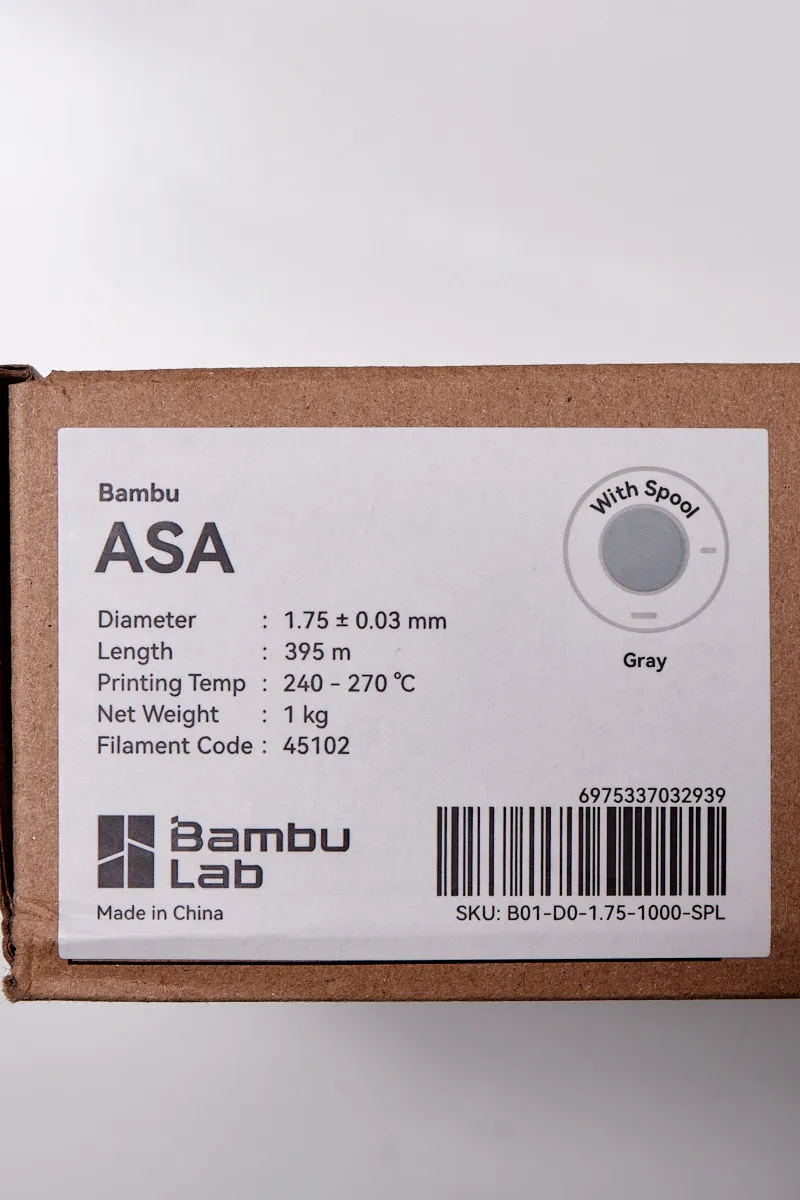 Bambu
ASA
With Spool
Gray
Diameter : 1.75 ± 0.03 mm
Length : 395 m
Printing Temp : 240 - 270 °C
Net Weight : 1 kg
Filament Code : 45102
6975337032939
Bambu
Lab
Made in China
SKU: B01-D0-1.75-1000-SPL